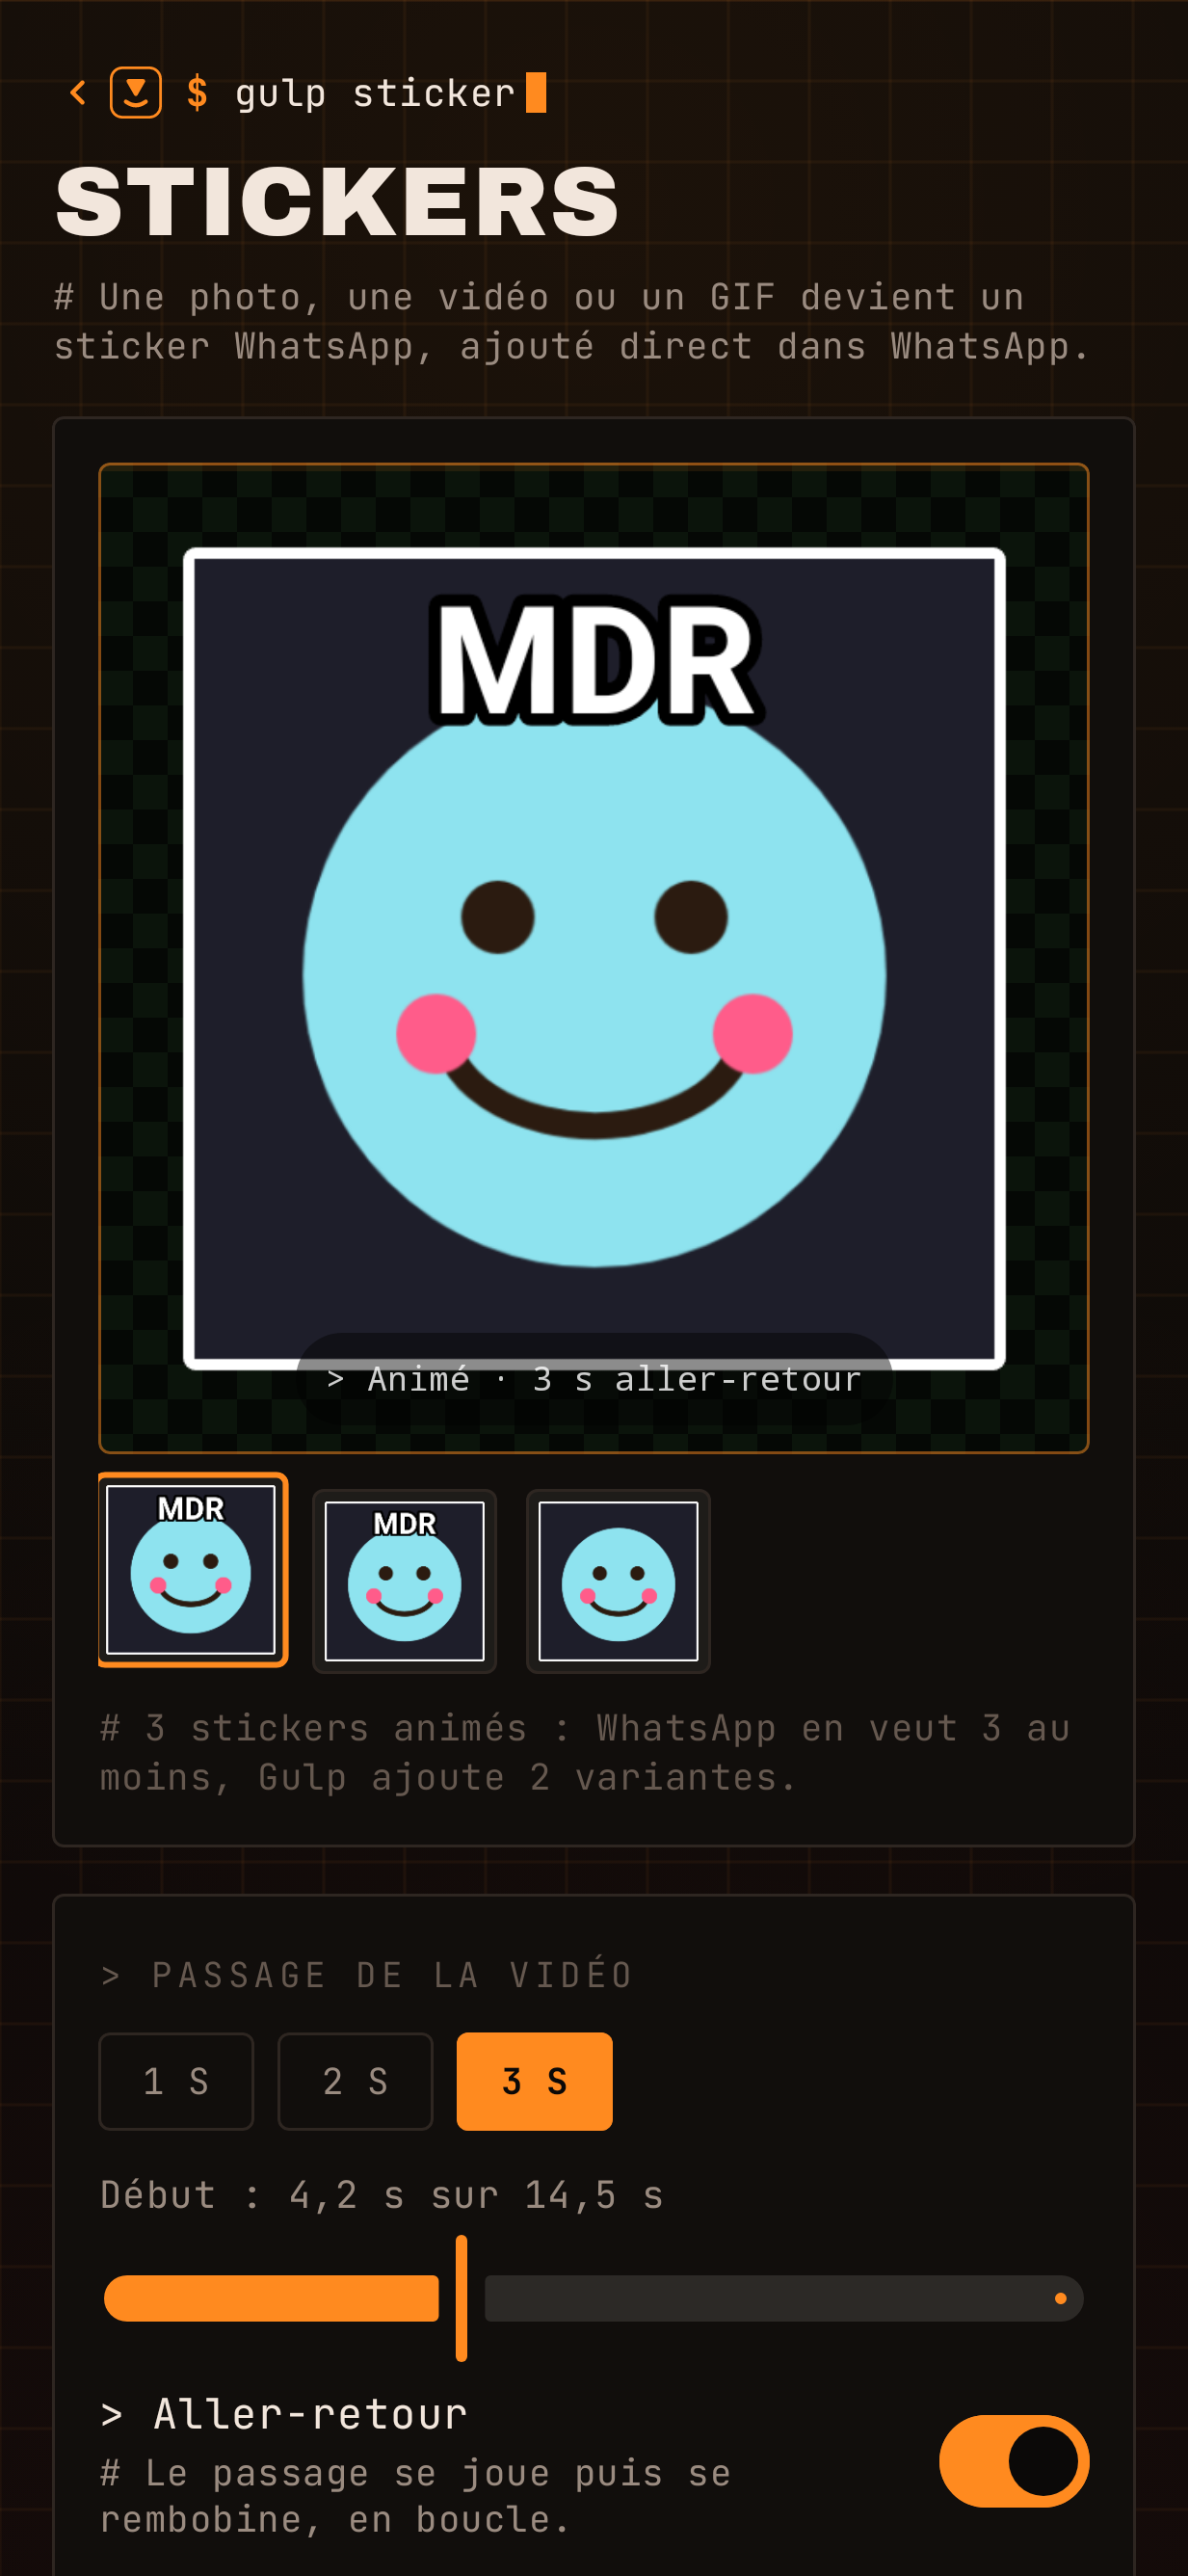 $ gulp sticker
STICKERS
# Une photo, une vidéo ou un GIF devient un
sticker WhatsApp, ajouté direct dans WhatsApp.
MDR
> Animé · 3 s aller-retour
MDR
MDR
# 3 stickers animés : WhatsApp en veut 3 au
moins, Gulp ajoute 2 variantes.
> PASSAGE DE LA VIDÉO
1 S
2 S
3 S
Début : 4,2 s sur 14,5 s
> Aller-retour
# Le passage se joue puis se
rembobine, en boucle.